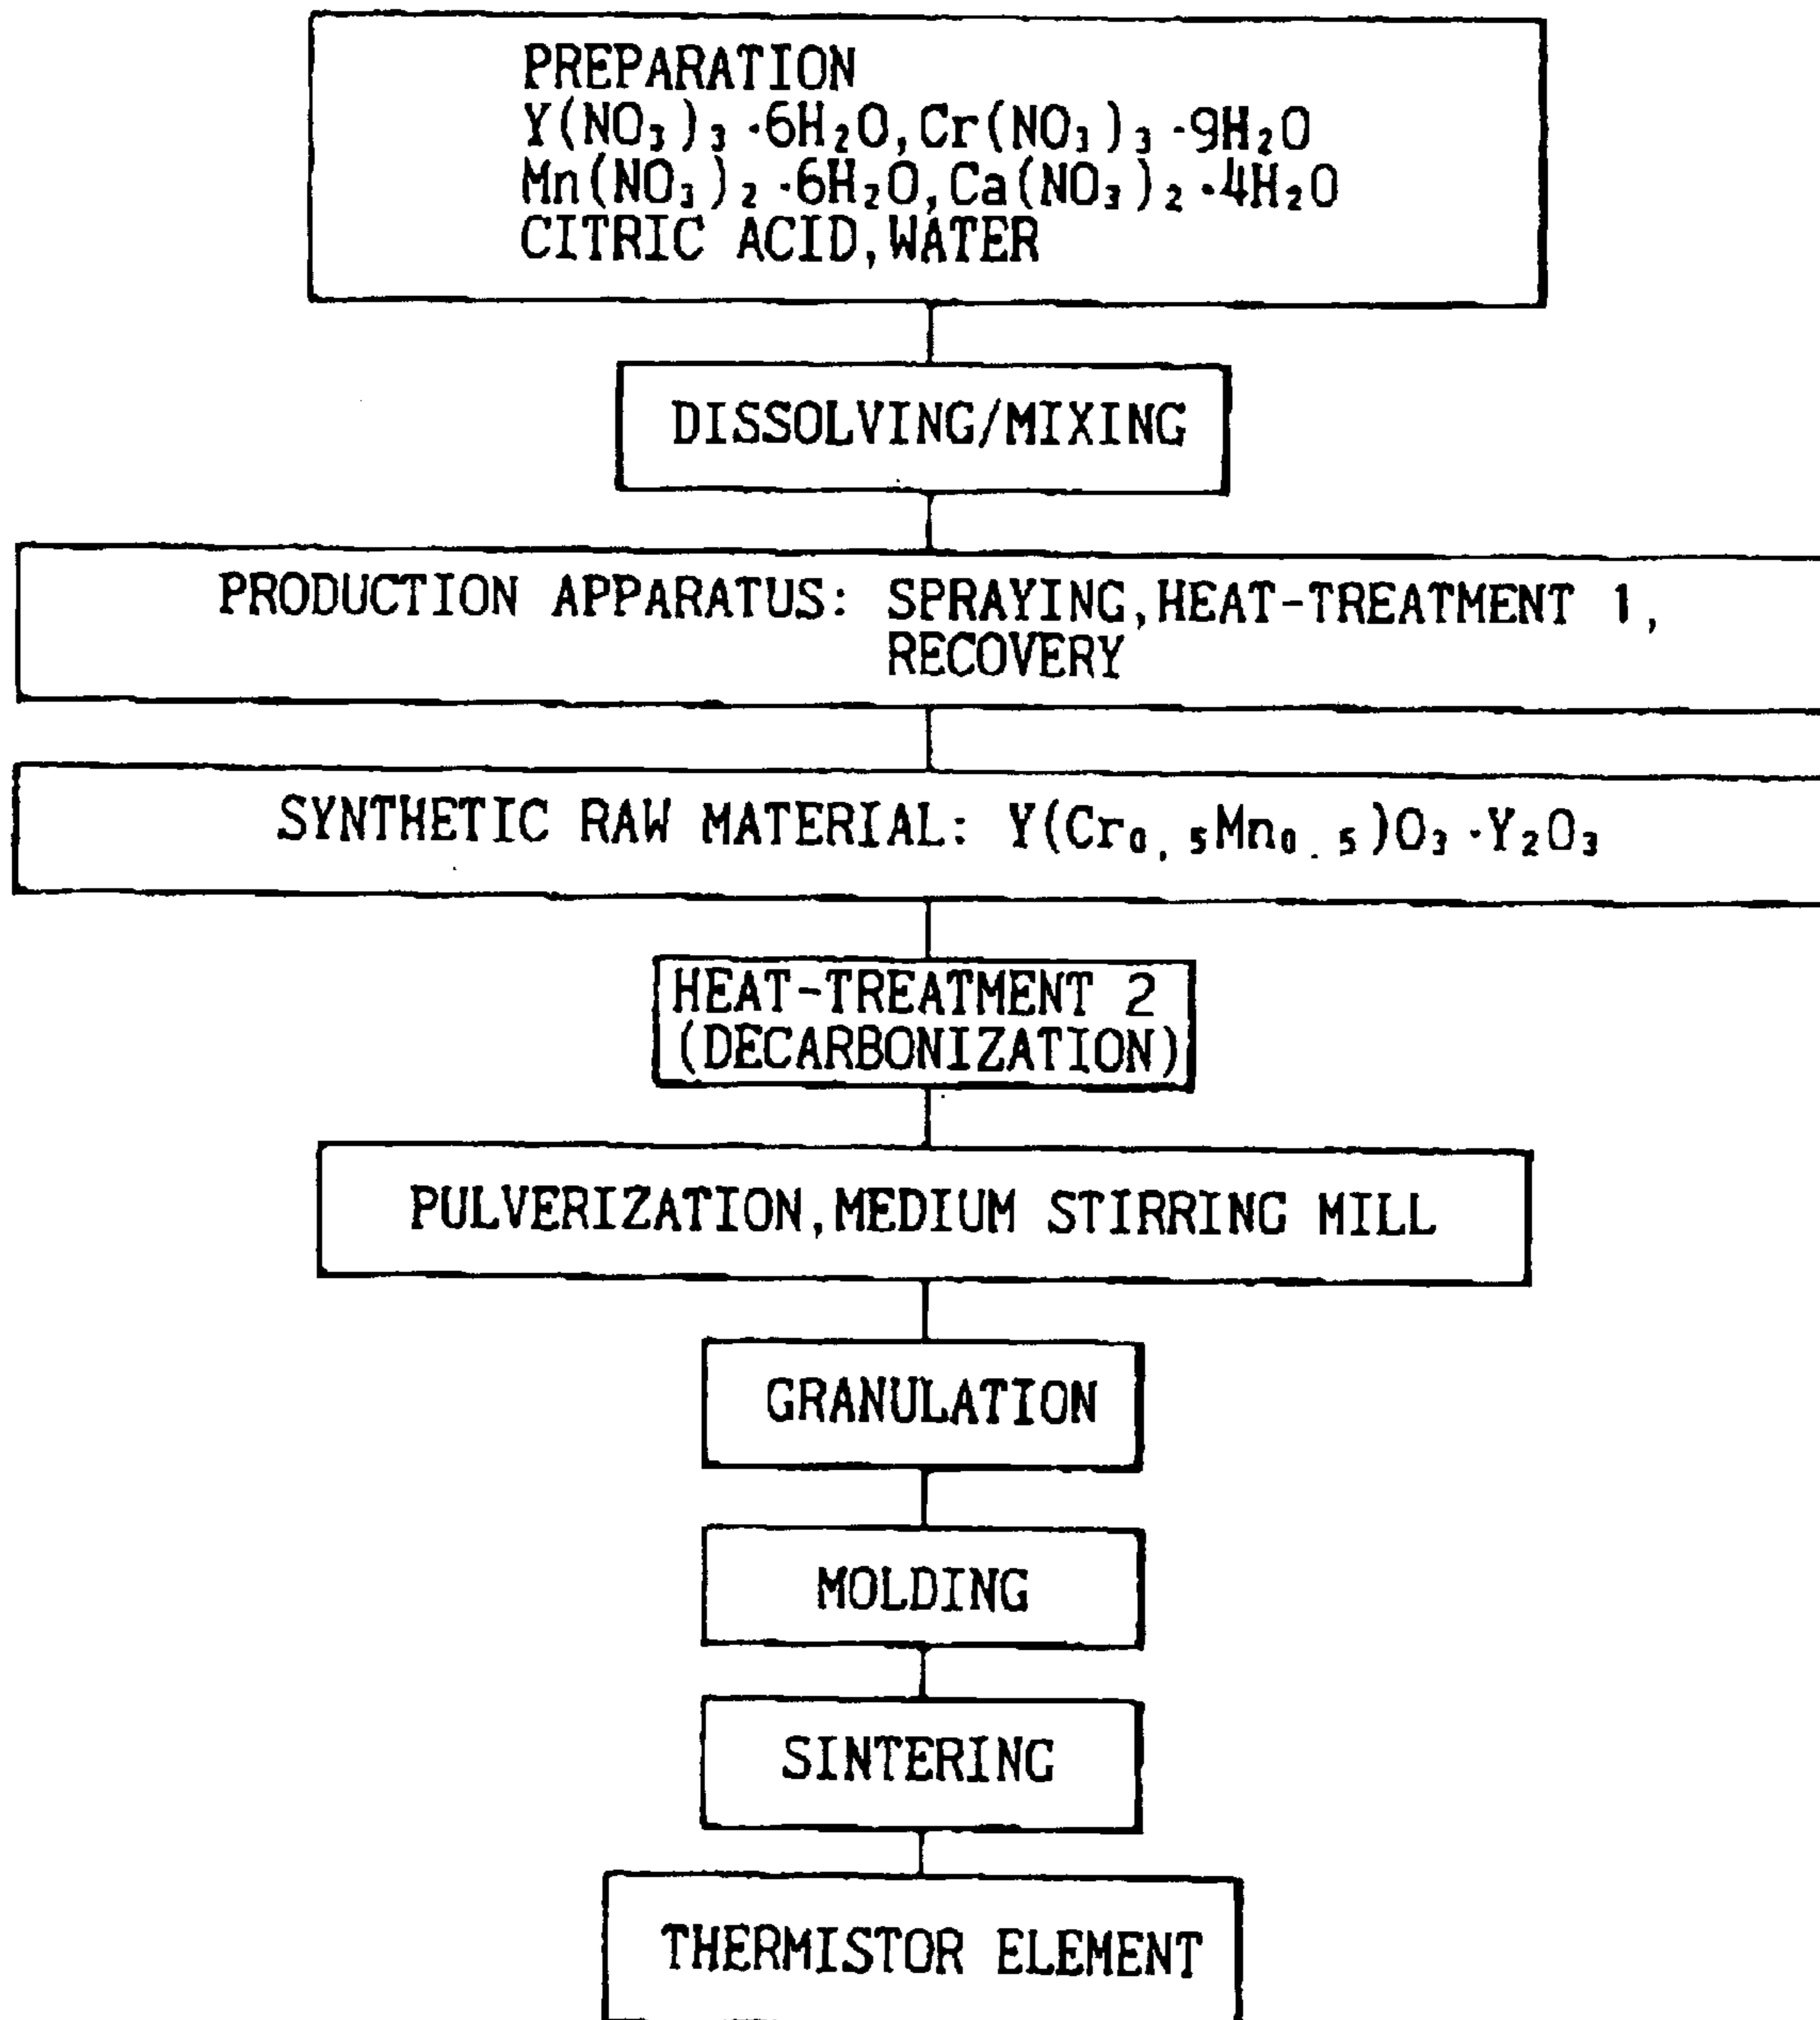 PREPARATION
Y(NO₃)₃·6H₂O,Cr(NO₃)₃·9H₂O
Mn(NO₃)₂·6H₂O,Ca(NO₃)₂·4H₂O
CITRIC ACID,WATER
DISSOLVING/MIXING
PRODUCTION APPARATUS: SPRAYING,HEAT-TREATMENT 1,
RECOVERY
SYNTHETIC RAW MATERIAL: Y(Cr₀.₅Mn₀.₅)O₃·Y₂O₃
HEAT-TREATMENT 2
(DECARBONIZATION)
PULVERIZATION,MEDIUM STIRRING MILL
GRANULATION
MOLDING
SINTERING
THERMISTOR ELEMENT